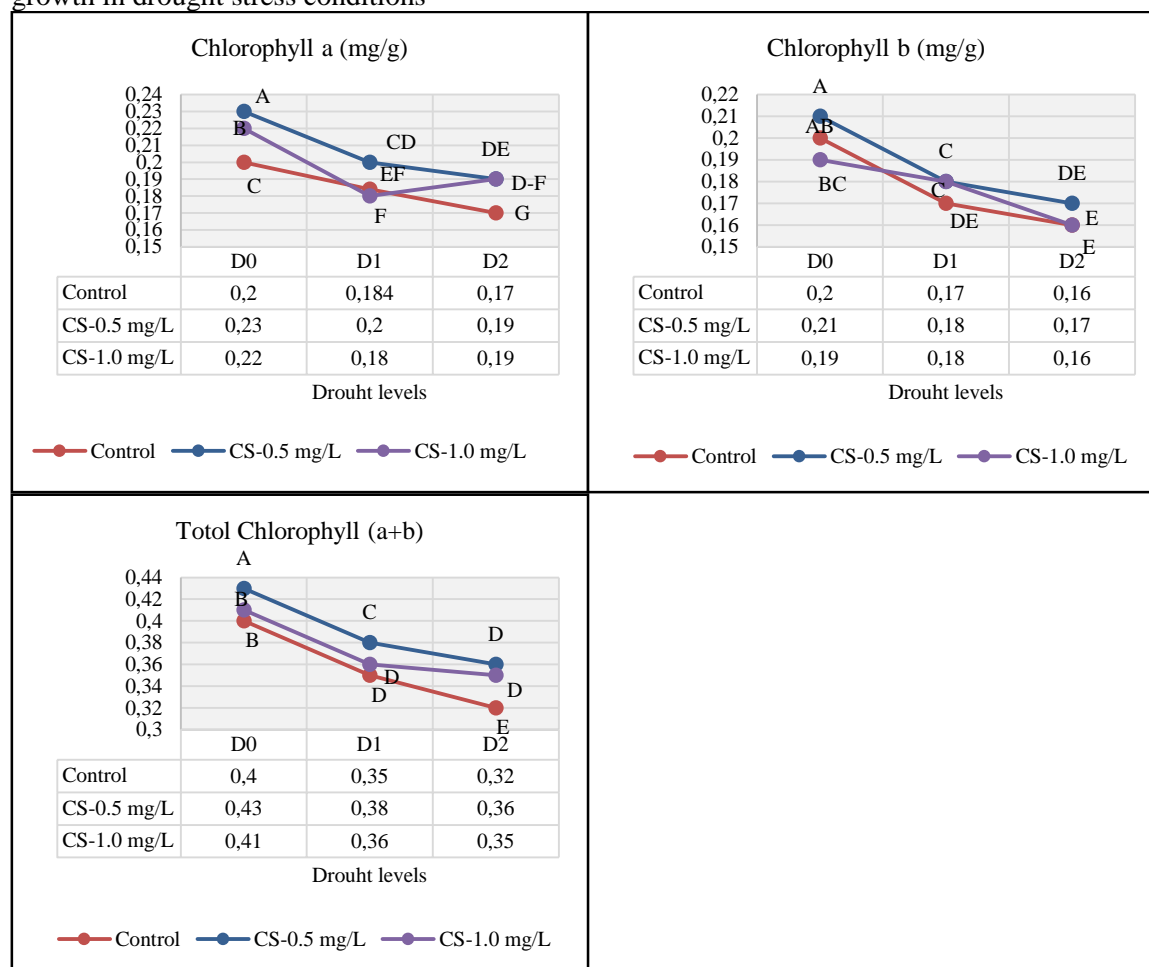 growth in drought stress conditions
Chlorophyll a (mg/g)
0,24
0,23
0,22
0,21
0,2
0,19
0,18
0,17
0,16
0,15
A
B
C
CD
EF
F
DE
D-F
G
D0 D1 D2
Control 0,2 0,184 0,17
CS-0.5 mg/L 0,23 0,2 0,19
CS-1.0 mg/L 0,22 0,18 0,19
Drouht levels
Control CS-0.5 mg/L CS-1.0 mg/L
Chlorophyll b (mg/g)
0,22
0,21
0,2
0,19
0,18
0,17
0,16
0,15
A
AB
BC
C
C
DE
DE
E
E
D0 D1 D2
Control 0,2 0,17 0,16
CS-0.5 mg/L 0,21 0,18 0,17
CS-1.0 mg/L 0,19 0,18 0,16
Drouht levels
Control CS-0.5 mg/L CS-1.0 mg/L
Totol Chlorophyll (a+b)
0,44
0,42
0,4
0,38
0,36
0,34
0,32
0,3
A
B
B
C
D
D
D
D
E
D0 D1 D2
Control 0,4 0,35 0,32
CS-0.5 mg/L 0,43 0,38 0,36
CS-1.0 mg/L 0,41 0,36 0,35
Drouht levels
Control CS-0.5 mg/L CS-1.0 mg/L